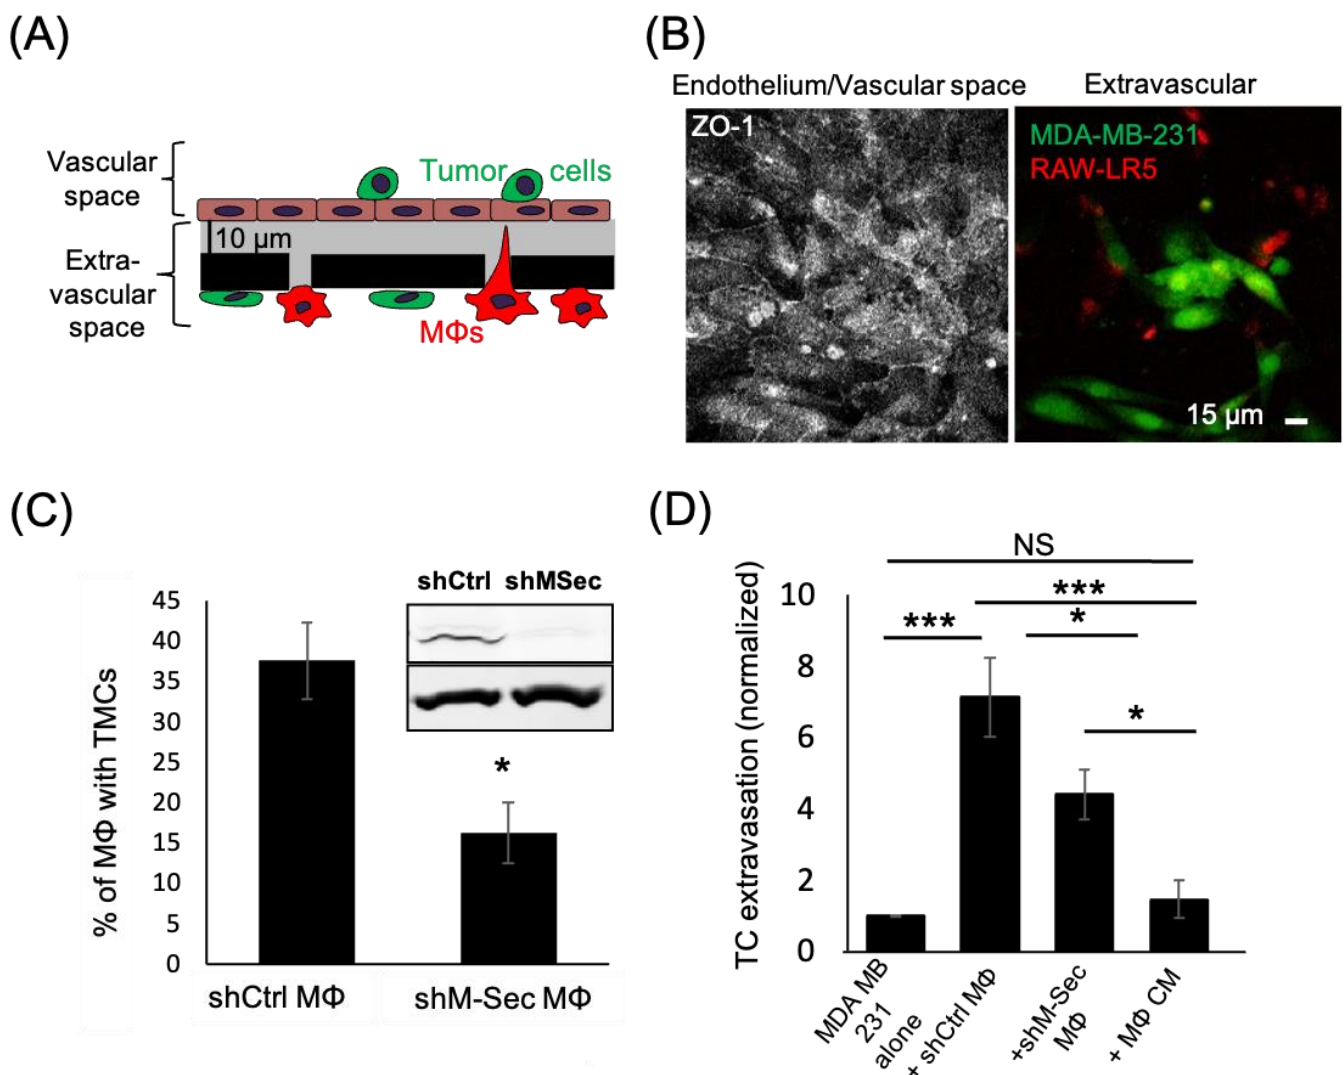 (A)
Vascular
space
Tumor cells
10 µm
Extra-
vascular
space
MΦs
(B)
Endothelium/Vascular space
Extravascular
ZO-1
MDA-MB-231
RAW-LR5
15 µm
(C)
% of MΦ with TMCs
45
40
35
30
25
20
15
10
5
0
shCtrl shMSec
*
shCtrl MΦ
shM-Sec MΦ
(D)
TC extravasation (normalized)
10
8
6
4
2
0
NS
***
*
***
*
MDA MB
231
alone
+ shCtrl MΦ
+shM-Sec
MΦ
+ MΦ CM